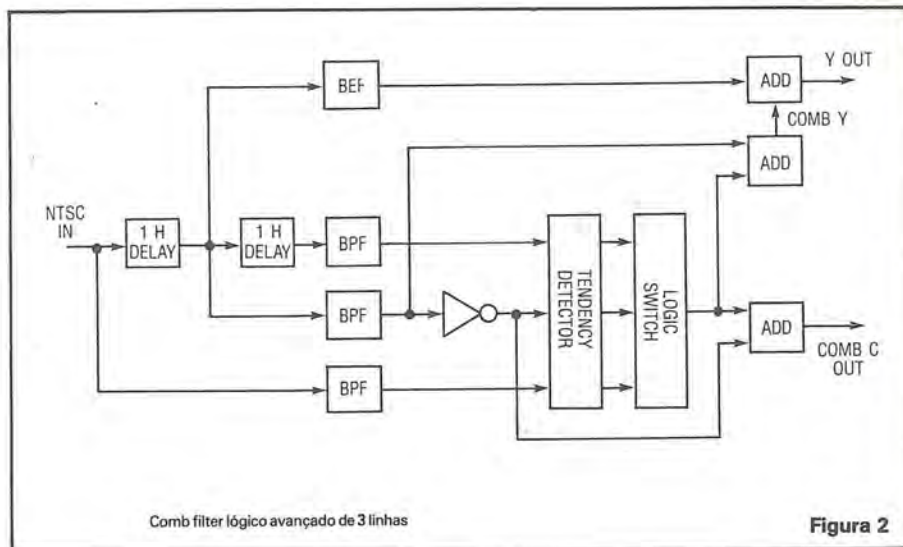 BEF
ADD
Y OUT
COMB Y
ADD
NTSC
IN
1 H
DELAY
1 H
DELAY
BPF
BPF
BPF
TENDENCY
DETECTOR
LOGIC
SWITCH
ADD
COMB C
OUT
Comb filter lógico avançado de 3 linhas
Figura 2